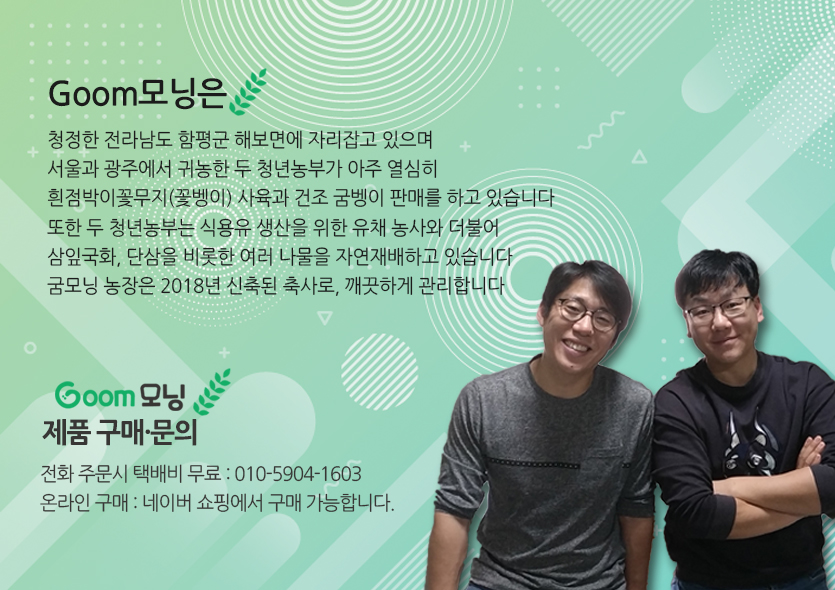 Goom모닝은
청정한 전라남도 함평군 해보면에 자리잡고 있으며
서울과 광주에서 귀농한 두 청년농부가 아주 열심히
흰점박이꽃무지(꽃벵이) 사육과 건조 굼벵이 판매를 하고 있습니다
또한 두 청년농부는 식용유 생산을 위한 유채 농사와 더불어
삼잎국화, 단삼을 비롯한 여러 나물을 자연재배하고 있습니다
굼모닝 농장은 2018년 신축된 축사로, 깨끗하게 관리합니다
Goom모닝
제품 구매·문의
전화 주문시 택배비 무료 : 010-5904-1603
온라인 구매 : 네이버 쇼핑에서 구매 가능합니다.